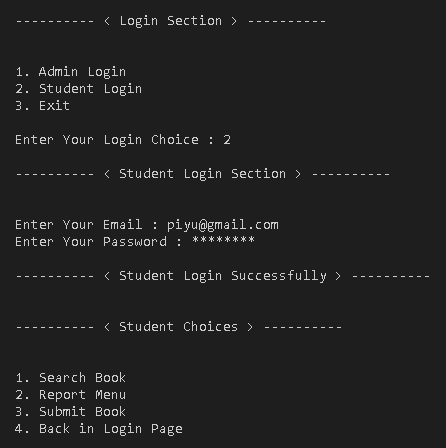 ---------- < Login Section > ----------
1. Admin Login
2. Student Login
3. Exit
Enter Your Login Choice : 2
---------- < Student Login Section > ----------
Enter Your Email : piyu@gmail.com
Enter Your Password : ********
---------- < Student Login Successfully > ----------
---------- < Student Choices > ----------
1. Search Book
2. Report Menu
3. Submit Book
4. Back in Login Page